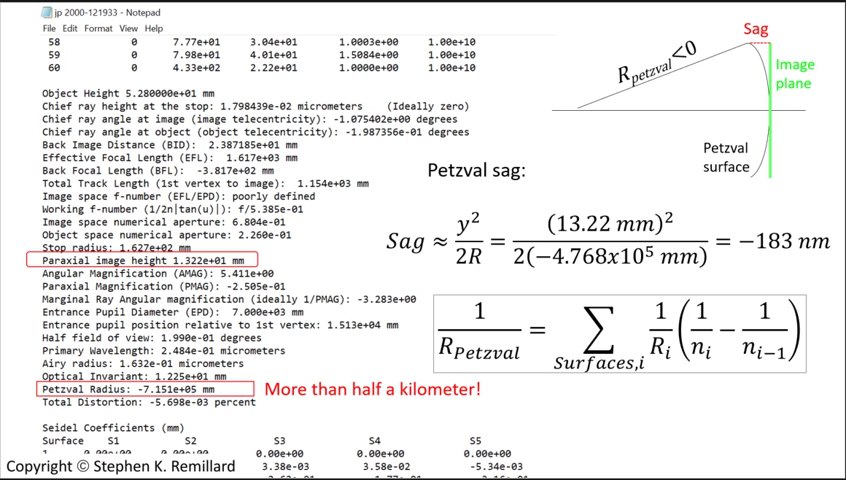 jp 2000-121933 - Notepad
File Edit Format View Help
58 0 7.77e+01 3.04e+01 1.0003e+00 1.00e+10
59 0 7.98e+01 4.01e+01 1.5084e+00 1.00e+10
60 0 4.33e+02 2.22e+01 1.0000e+00 1.00e+10
Object Height 5.280000e+01 mm
Chief ray height at the stop: 1.798439e-02 micrometers (Ideally zero)
Chief ray angle at image (image telecentricity): -1.075402e+00 degrees
Chief ray angle at object (object telecentricity): -1.987356e-01 degrees
Back Image Distance (BID): 2.387185e+01 mm
Effective Focal Length (EFL): 1.617e+03 mm
Back Focal Length (BFL): -3.817e+02 mm
Total Track Length (1st vertex to image): 1.154e+03 mm
Image space f-number (EFL/EPD): poorly defined
Working f-number (1/2n|tan(u)|): f/5.385e-01
Image space numerical aperture: 6.804e-01
Object space numerical aperture: 2.260e-01
Stop radius: 1.627e+02 mm
Paraxial image height 1.322e+01 mm
Angular Magnification (AMAG): 5.411e+00
Paraxial Magnification (PMAG): -2.505e-01
Marginal Ray Angular magnification (ideally 1/PMAG): -3.283e+00
Entrance Pupil Diameter (EPD): 7.000e+03 mm
Entrance pupil position relative to 1st vertex: 1.513e+04 mm
Half field of view: 1.990e-01 degrees
Primary Wavelength: 2.484e-01 micrometers
Airy radius: 1.632e-01 micrometers
Optical Invariant: 1.225e+01 mm
Petzval Radius: -7.151e+05 mm
Total Distortion: -5.698e-03 percent
Seidel Coefficients (mm)
Surface S1 S2 S3 S4 S5
0.00e+00 0.00e+00 0.00e+00
3.38e-03 3.58e-02 -5.34e-03
More than half a kilometer!
Sag
R_petzval<0
Image
plane
Petzval
surface
Petzval sag:
Sag ≈ y²/2R = (13.22 mm)²/2(−4.768x10⁵ mm) = −183 nm
1/R_Petzval = ∑_Surfaces,i 1/R_i (1/n_i − 1/n_i−1)
Copyright © Stephen K. Remillard